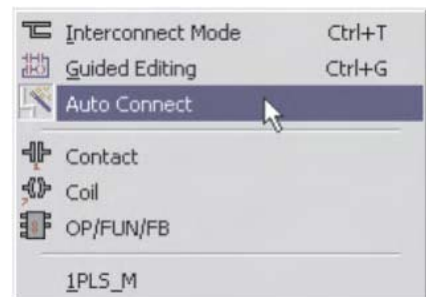 Interconnect Mode Ctrl+T
Guided Editing Ctrl+G
Auto Connect
Contact
Coil
OP/FUN/FB
1PLS_M